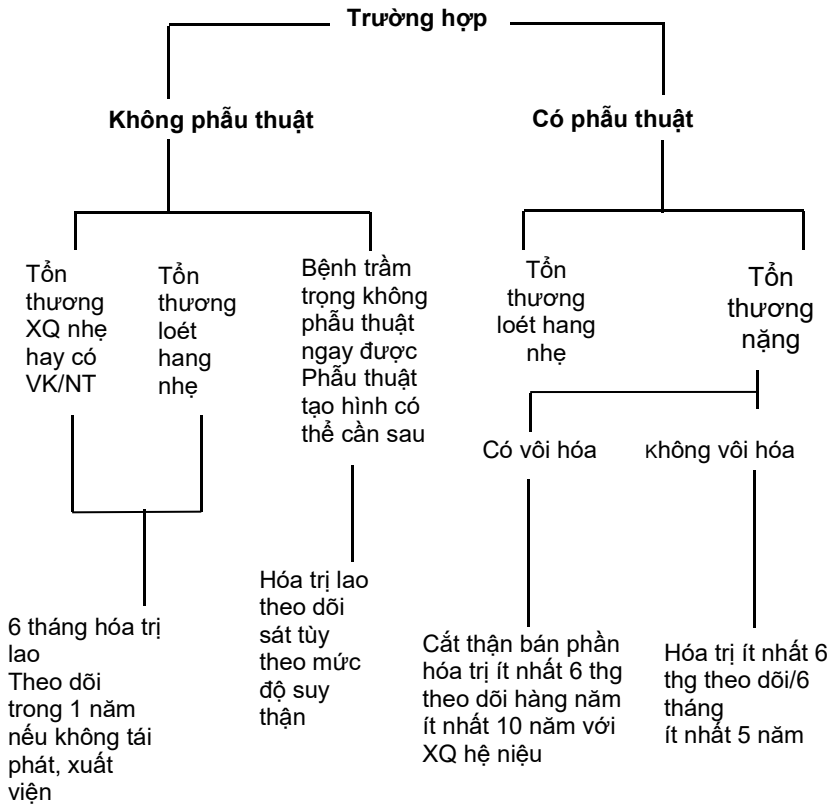 Trường hợp
Không phẫu thuật
Có phẫu thuật
Tổn
thương
XQ nhẹ
hay có
VK/NT
Tổn
thương
loét
hang
nhẹ
Bệnh trầm
trọng không
phẫu thuật
ngay được
Phẫu thuật
tạo hình có
thể cần sau
Tổn
thương
loét hang
nhẹ
Tổn
thương
nặng
Có vôi hóa
Không vôi hóa
6 tháng hóa trị
lao
Theo dõi
trong 1 năm
nếu không tái
phát, xuất
viện
Hóa trị lao
theo dõi
sát tùy
theo mức
độ suy
thận
Cắt thận bán phần
hóa trị ít nhất 6 thg
theo dõi hàng năm
ít nhất 10 năm với
XQ hệ niệu
Hóa trị ít nhất 6
thg theo dõi/6
tháng
ít nhất 5 năm